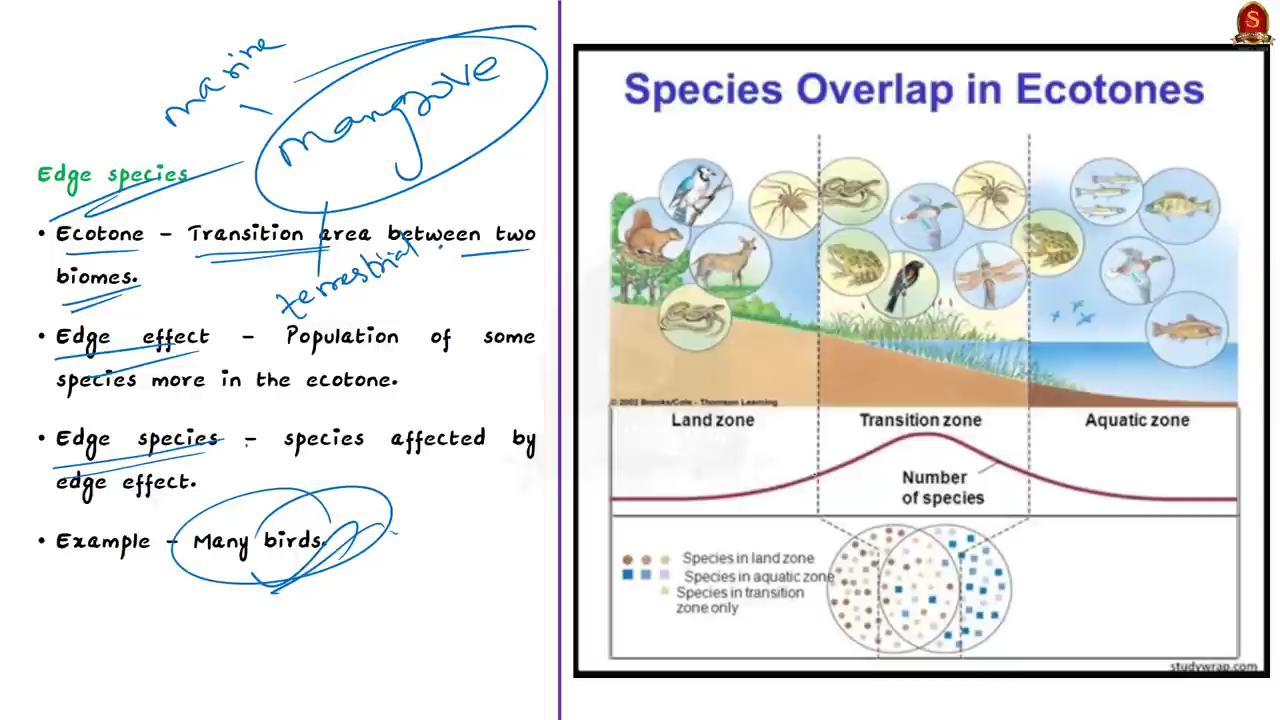 marine
mangrove
Edge species
• Ecotone – Transition area between two
biomes.
terrestrial
• Edge effect – Population of some
species more in the ecotone.
• Edge species – species affected by
edge effect.
• Example – Many birds.
S
Species Overlap in Ecotones
© 2002 Brooks/Cole - Thomson Learning
Land zone
Transition zone
Aquatic zone
Number
of species
Species in land zone
Species in aquatic zone
Species in transition
zone only
studywrap.com